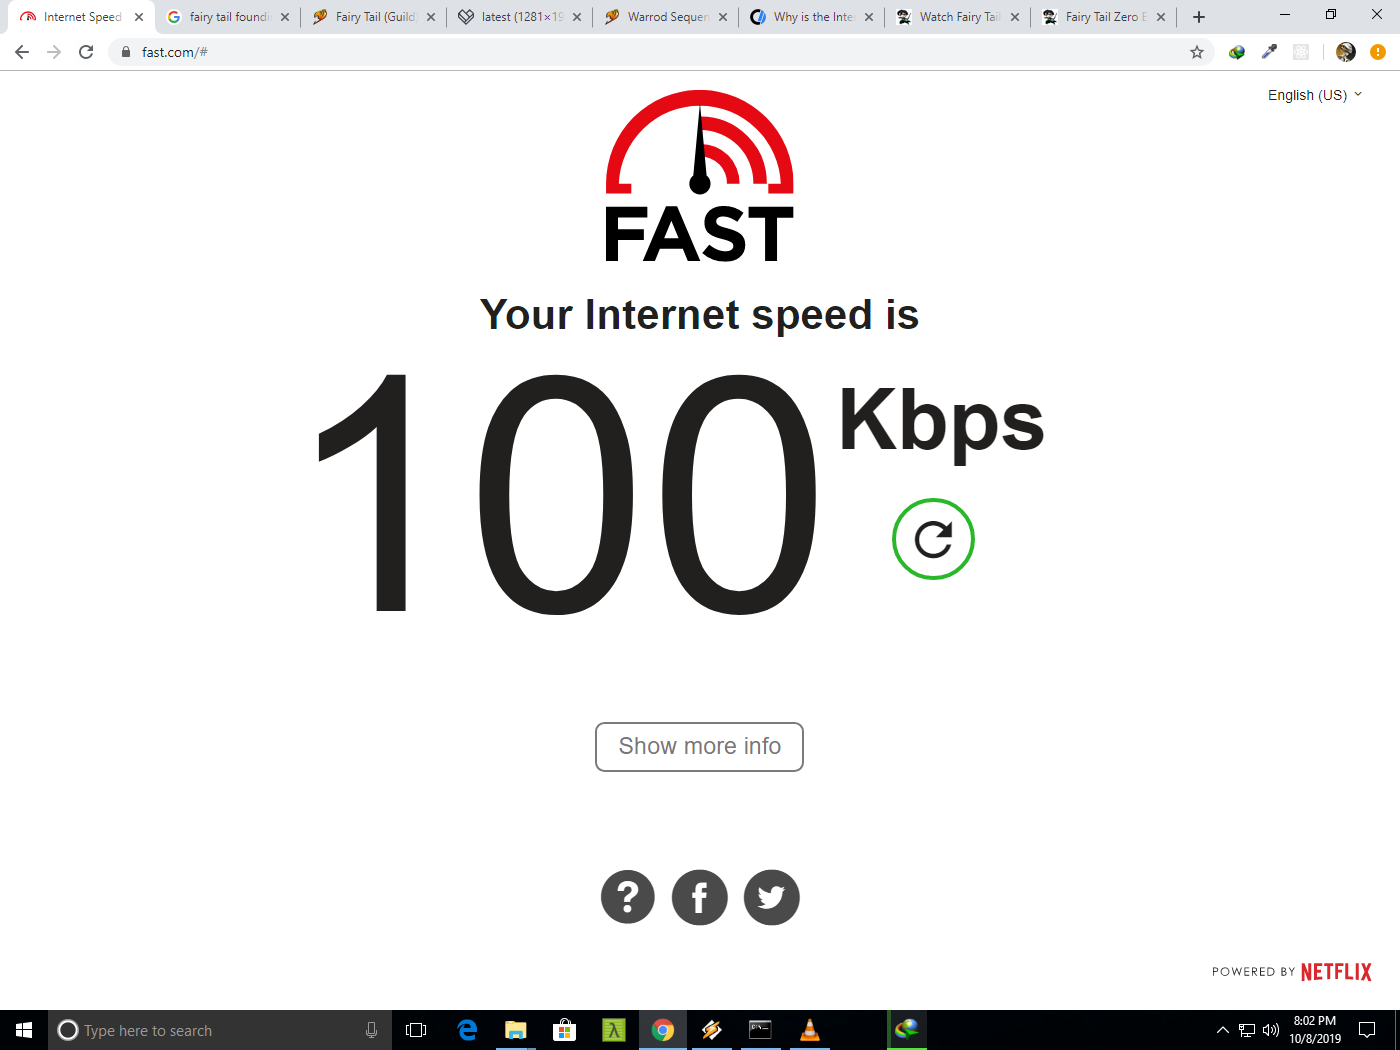 Internet Speed
fairy tail foundi
Fairy Tail (Guild)
latest (1281×19
Warrod Sequen
Why is the Inter
Watch Fairy Tail
Fairy Tail Zero E
fast.com/#
English (US)
FAST
Your Internet speed is
100 Kbps
Show more info
?
f
POWERED BY NETFLIX
Type here to search
8:02 PM
10/8/2019